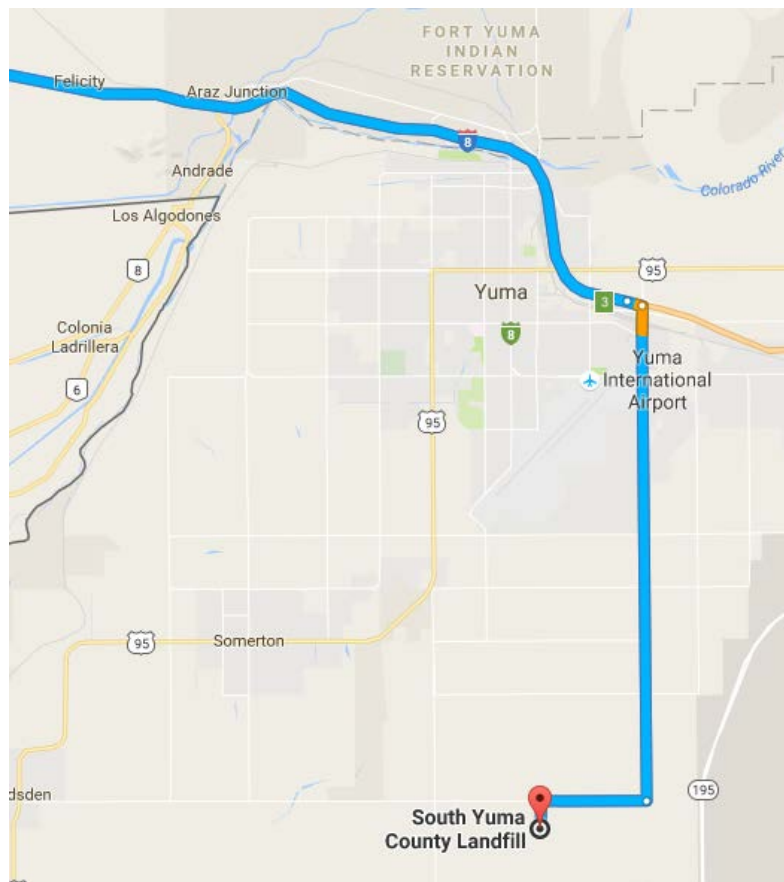 FORT YUMA
INDIAN
RESERVATION
Felicity
Araz Junction
8
Andrade
Colorado River
Los Algodones
8
95
Yuma
3
Colonia
Ladrillera
8
Yuma
International
Airport
6
95
95
Somerton
dsden
195
South Yuma
County Landfill